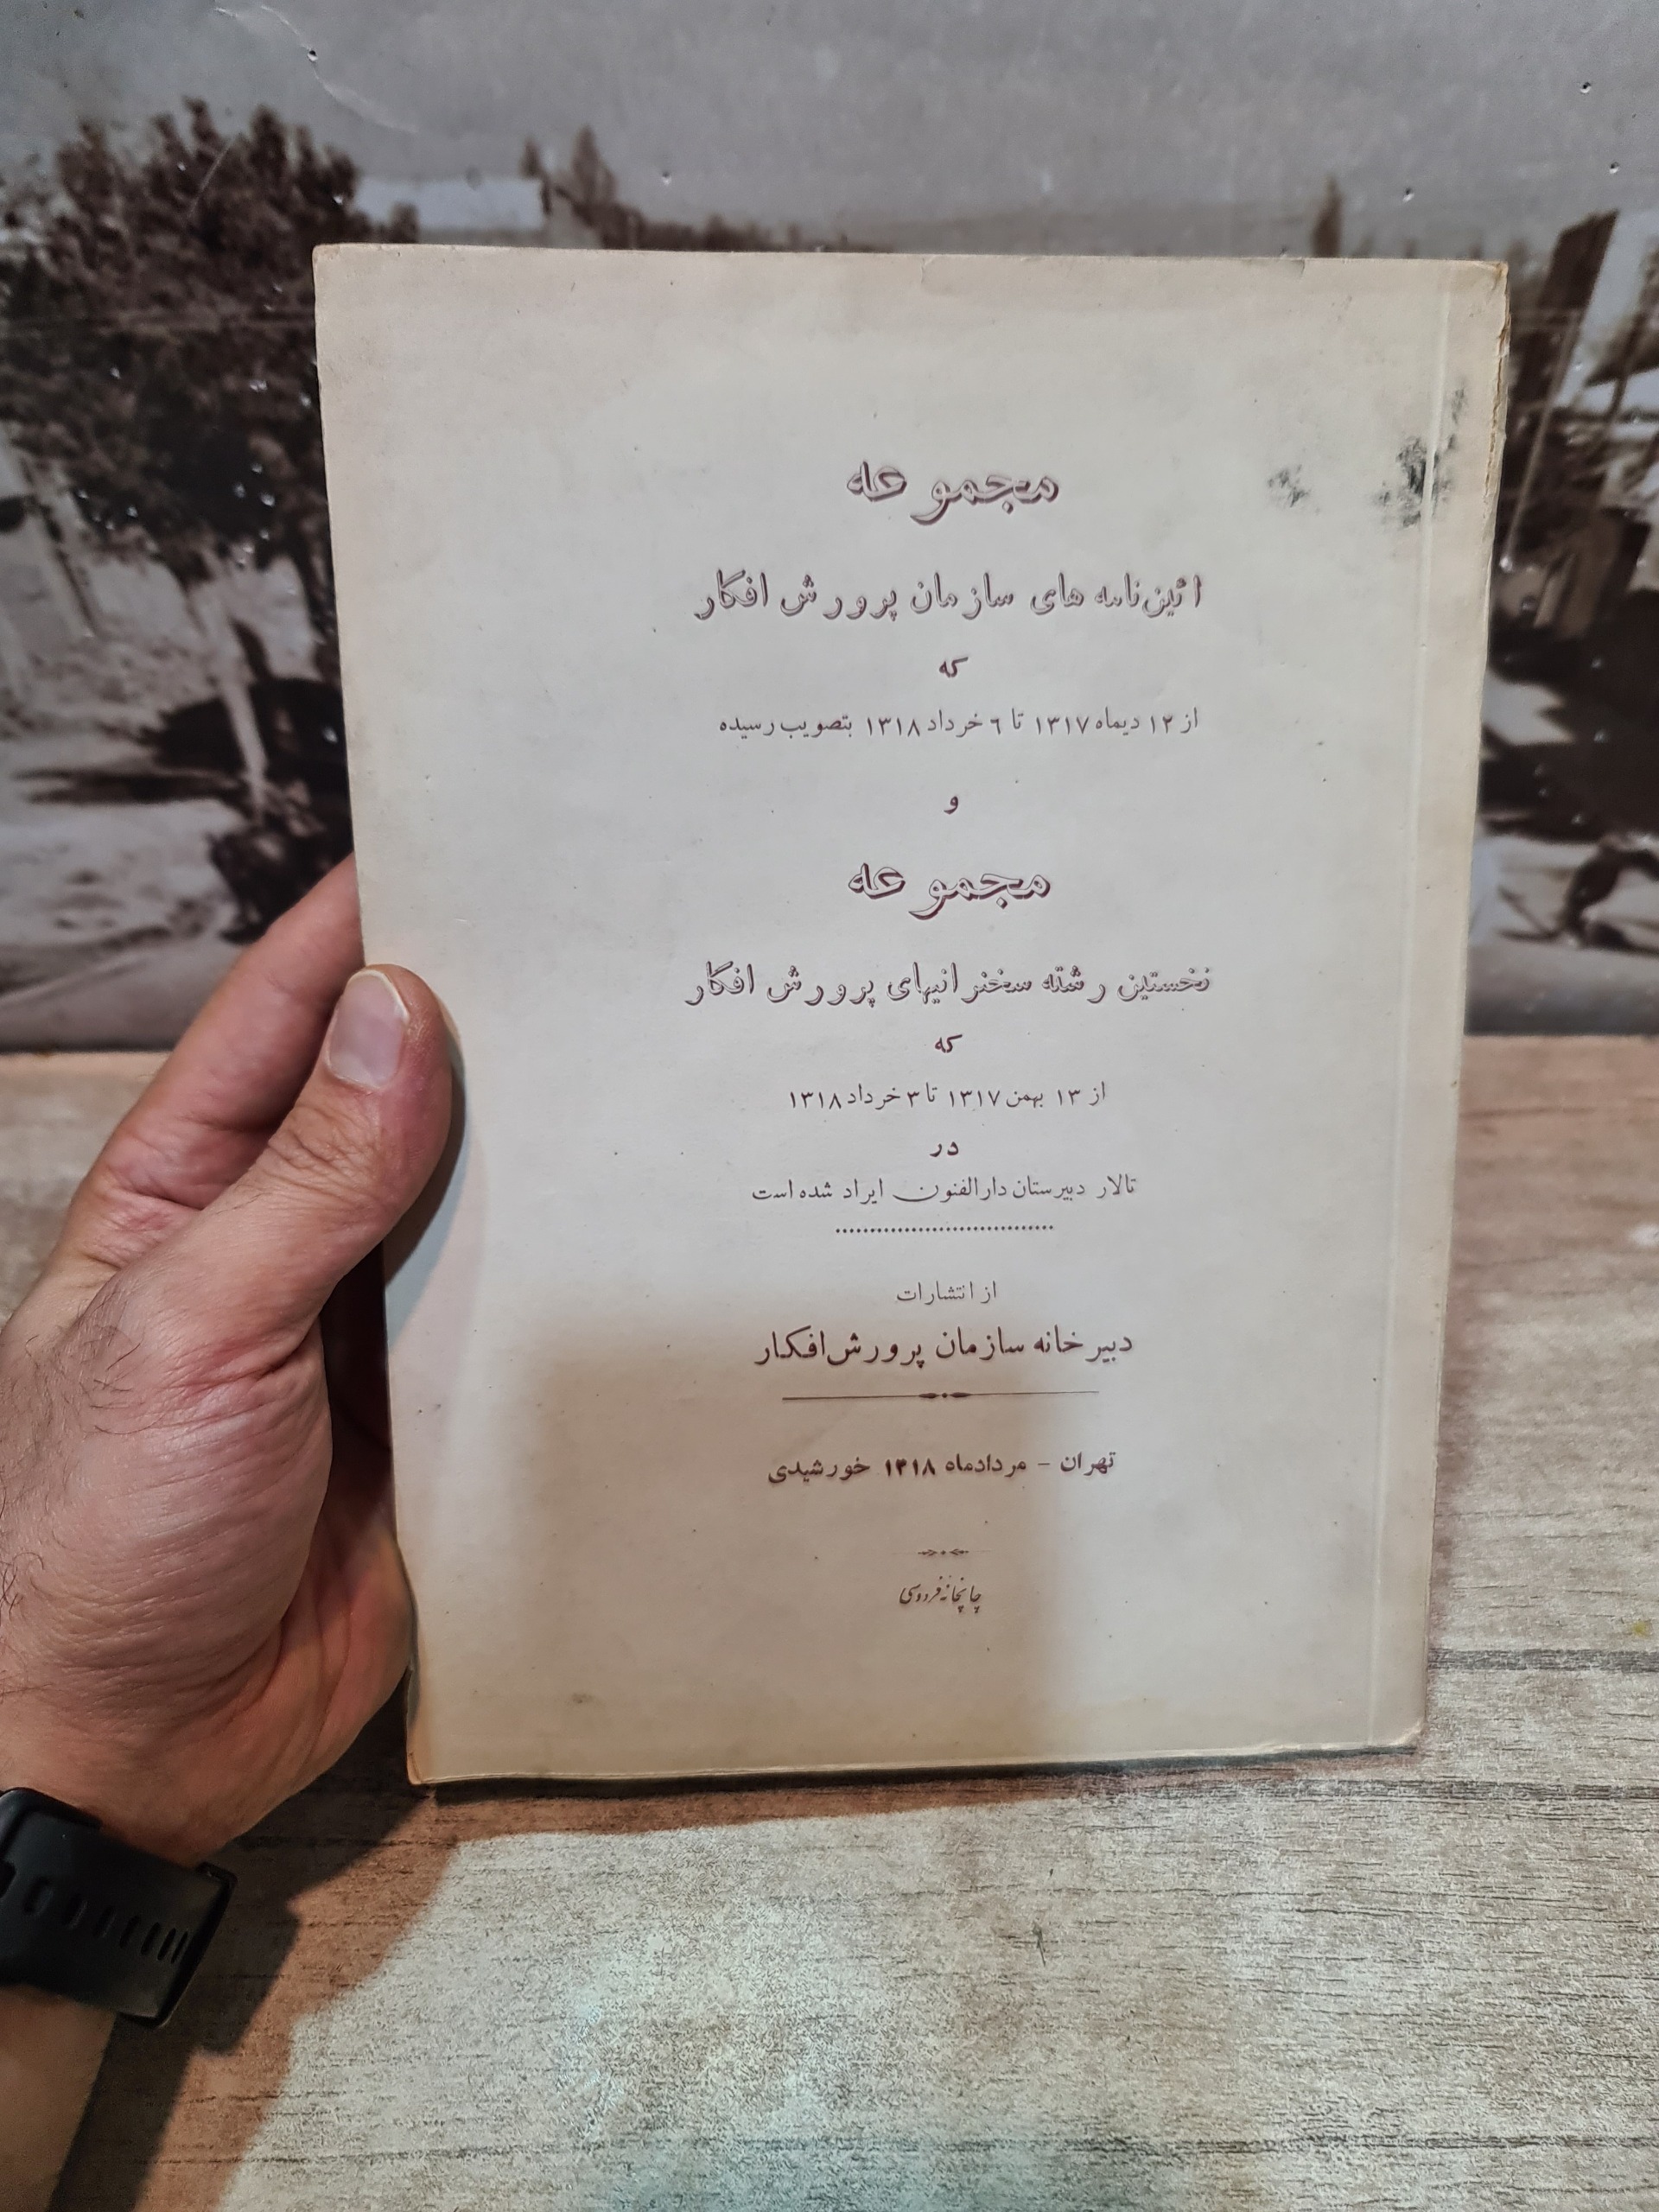 مجموعه
ائین‌نامه های سازمان پرورش افکار
که
از ۱۲ دیماه ۱۳۱۷ تا ۶ خرداد ۱۳۱۸ بتصویب رسیده
و
مجموعه
نخستین رشته سخنرانیهای پرورش افکار
که
از ۱۳ بهمن ۱۳۱۷ تا ۳ خرداد ۱۳۱۸
در
تالار دبیرستان دارالفنون ایراد شده است
از انتشارات
دبیرخانه سازمان پرورش افکار
تهران - مردادماه ۱۳۱۸ خورشیدی
چاپخانه فردوسی